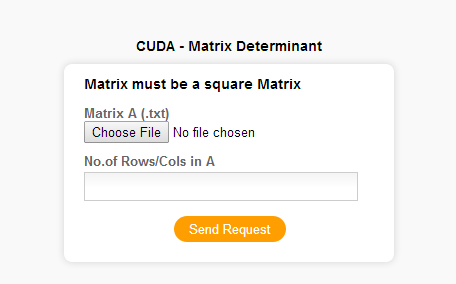 CUDA - Matrix Determinant
Matrix must be a square Matrix
Matrix A (.txt)
Choose File No file chosen
No.of Rows/Cols in A
Send Request